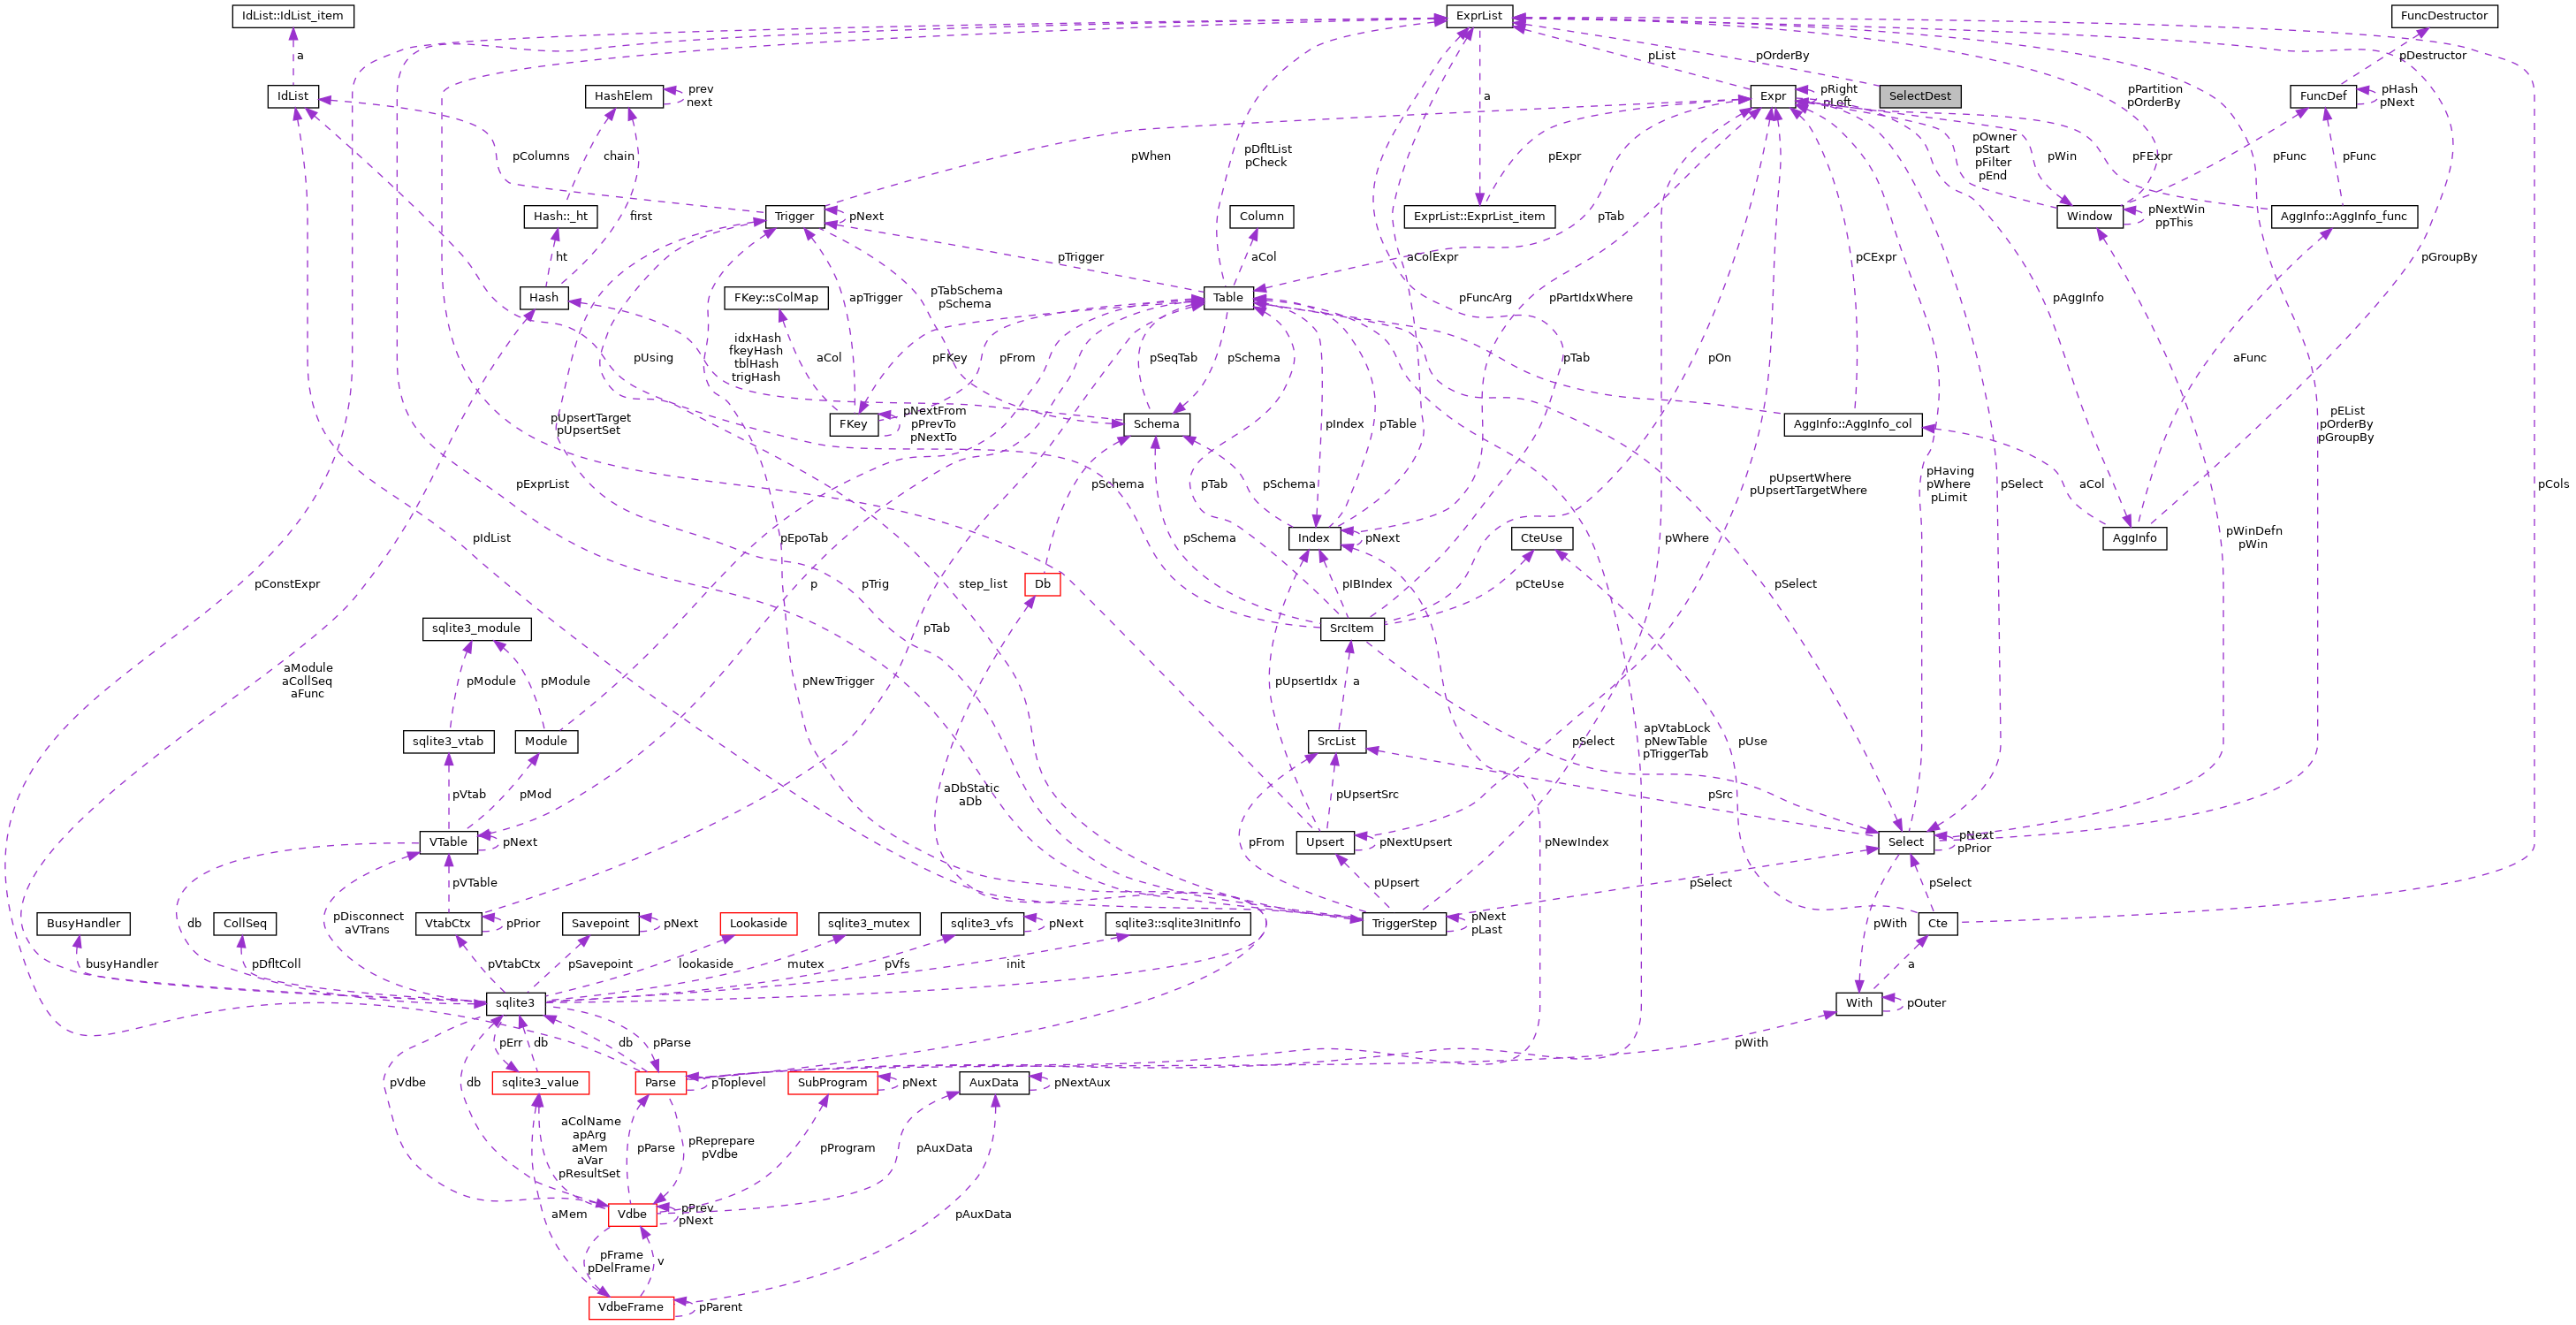 IdList::IdList_item
ExprList
FuncDestructor
a
pList
pOrderBy
pDestructor
IdList
HashElem
prev
next
a
Expr
pRight
pLeft
SelectDest
pPartition
pOrderBy
FuncDef
pHash
pNext
pColumns
chain
pWhen
pDfltList
pCheck
pExpr
pOwner
pStart
pFilter
pEnd
pWin
pFExpr
pFunc
pFunc
Hash::_ht
first
Trigger
pNext
Column
ExprList::ExprList_item
pTab
Window
pNextWin
ppThis
AggInfo::AggInfo_func
ht
pTrigger
aCol
aColExpr
pCExpr
pGroupBy
Hash
FKey::sColMap
apTrigger
pTabSchema
pSchema
Table
pFuncArg
pPartIdxWhere
pAggInfo
idxHash
fkeyHash
tblHash
trigHash
pUsing
aCol
pFKey
pFrom
pSeqTab
pSchema
pTab
pOn
aFunc
pUpsertTarget
pUpsertSet
FKey
pNextFrom
pPrevTo
pNextTo
Schema
pIndex
pTable
AggInfo::AggInfo_col
pEList
pOrderBy
pGroupBy
pExprList
pSchema
pTab
pSchema
pUpsertWhere
pUpsertTargetWhere
pHaving
pWhere
pLimit
pSelect
aCol
pCols
pIdList
pEpoTab
pSchema
Index
pNext
CteUse
pWhere
AggInfo
pWinDefn
pWin
pConstExpr
p
pTrig
step_list
Db
pIBIndex
pCteUse
pSelect
sqlite3_module
pTab
SrcItem
aModule
aCollSeq
aFunc
pModule
pModule
pNewTrigger
pUpsertIdx
a
sqlite3_vtab
Module
SrcList
pSelect
apVtabLock
pNewTable
pTriggerTab
pUse
pVtab
pMod
aDbStatic
aDb
pUpsertSrc
pSrc
VTable
pNext
pFrom
Upsert
pNextUpsert
pNewIndex
Select
pNext
pPrior
pVTable
pUpsert
pSelect
pSelect
BusyHandler
CollSeq
db
pDisconnect
aVTrans
VtabCtx
pPrior
Savepoint
pNext
Lookaside
sqlite3_mutex
sqlite3_vfs
pNext
sqlite3::sqlite3InitInfo
TriggerStep
pNext
pLast
pWith
Cte
busyHandler
pDfltColl
pVtabCtx
pSavepoint
lookaside
mutex
pVfs
init
a
sqlite3
With
pOuter
pErr
db
db
pParse
pWith
pVdbe
db
sqlite3_value
Parse
pToplevel
SubProgram
pNext
AuxData
pNextAux
aColName
apArg
aMem
aVar
pResultSet
pParse
pReprepare
pVdbe
pProgram
pAuxData
aMem
Vdbe
pPrev
pNext
pAuxData
pFrame
pDelFrame
v
VdbeFrame
pParent